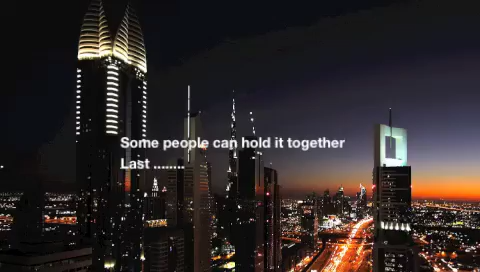 Some people can hold it together
Last ........